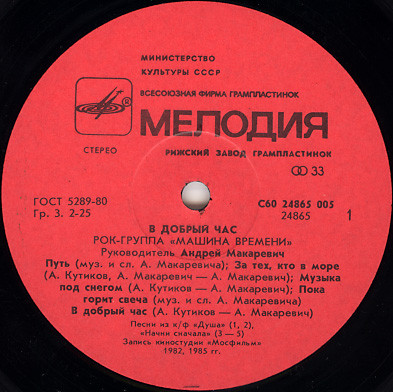 МИНИСТЕРСТВО
КУЛЬТУРЫ СССР
ВСЕСОЮЗНАЯ ФИРМА ГРАМПЛАСТИНОК
®
МЕЛОДИЯ
СТЕРЕО
РИЖСКИЙ ЗАВОД ГРАМПЛАСТИНОК
33
ГОСТ 5289-80
Гр. 3. 2-25
С60 24865 005
24865
1
В ДОБРЫЙ ЧАС
РОК-ГРУППА «МАШИНА ВРЕМЕНИ»
Руководитель Андрей Макаревич
Путь (муз. и сл. А. Макаревича); За тех, кто в море
(А. Кутиков, А. Макаревич — А. Макаревич); Музыка
под снегом (А. Кутиков — А. Макаревич); Пока
горит свеча (муз. и сл. А. Макаревича)
В добрый час (А. Кутиков — А. Макаревич)
Песни из к/ф «Душа» (1, 2),
«Начни сначала» (3 — 5)
Запись киностудии «Мосфильм»
1982, 1985 гг.